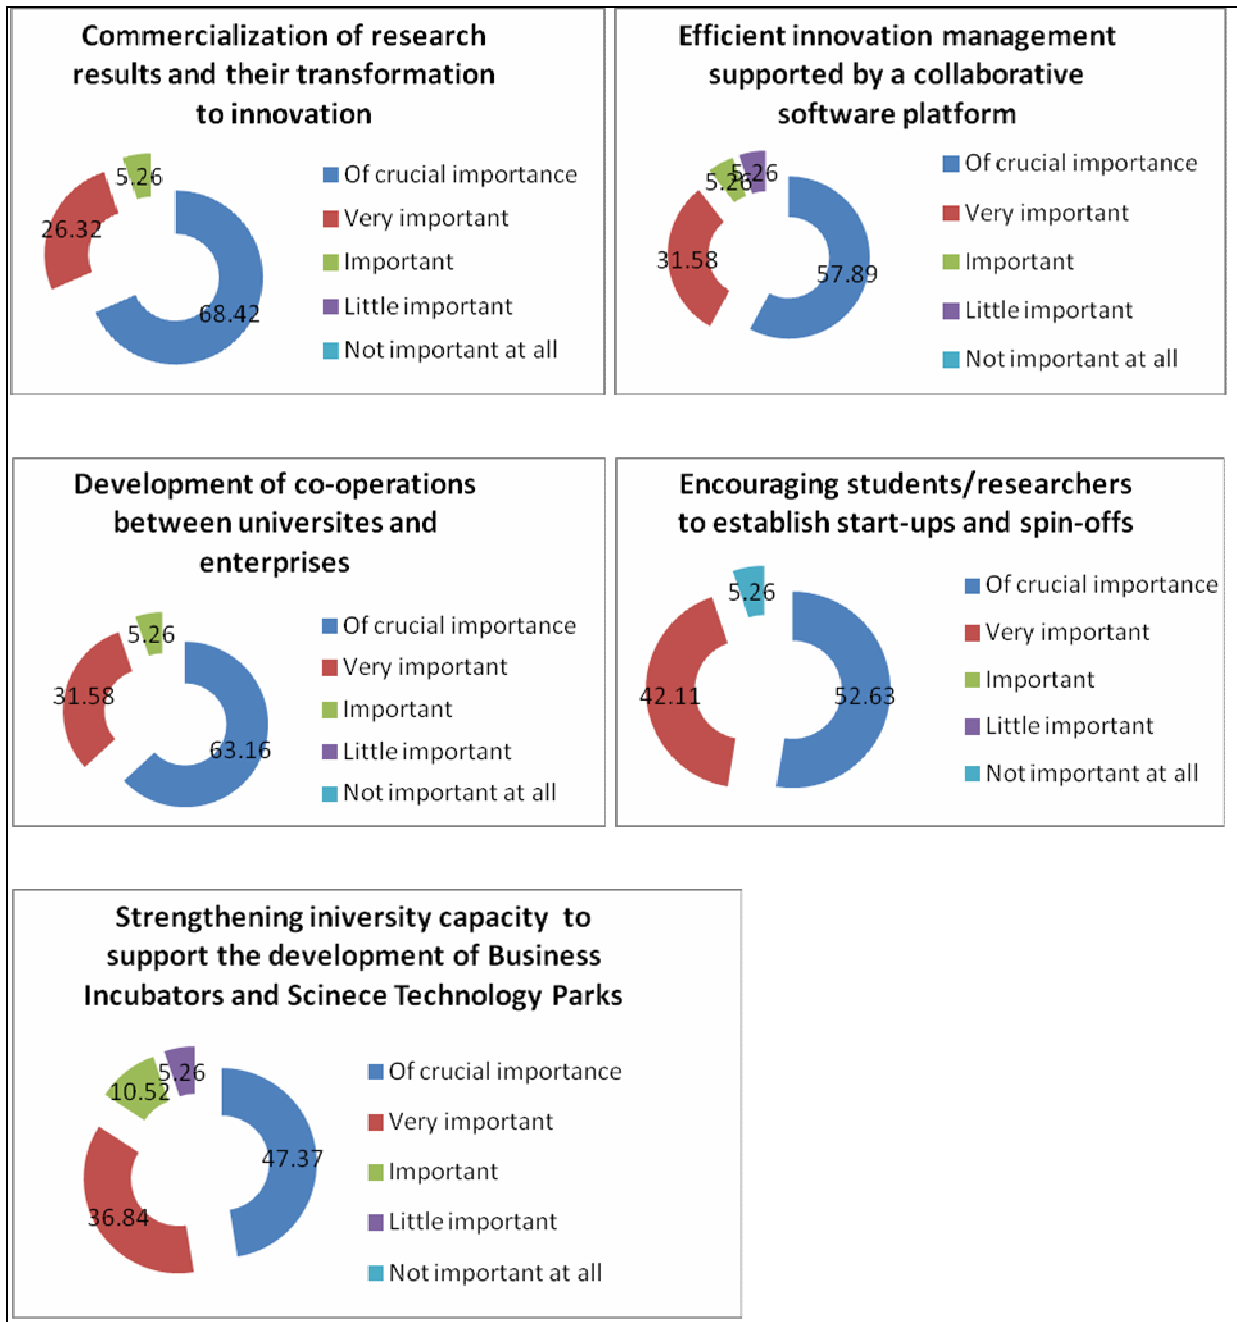 Commercialization of research
results and their transformation
to innovation
5.26
26.32
68.42
Of crucial importance
Very important
Important
Little important
Not important at all
Efficient innovation management
supported by a collaborative
software platform
5.26
5.26
31.58
57.89
Of crucial importance
Very important
Important
Little important
Not important at all
Development of co-operations
between universites and
enterprises
5.26
31.58
63.16
Of crucial importance
Very important
Important
Little important
Not important at all
Encouraging students/researchers
to establish start-ups and spin-offs
5.26
42.11
52.63
Of crucial importance
Very important
Important
Little important
Not important at all
Strengthening iniversity capacity to
support the development of Business
Incubators and Scinece Technology Parks
5.26
10.52
47.37
36.84
Of crucial importance
Very important
Important
Little important
Not important at all